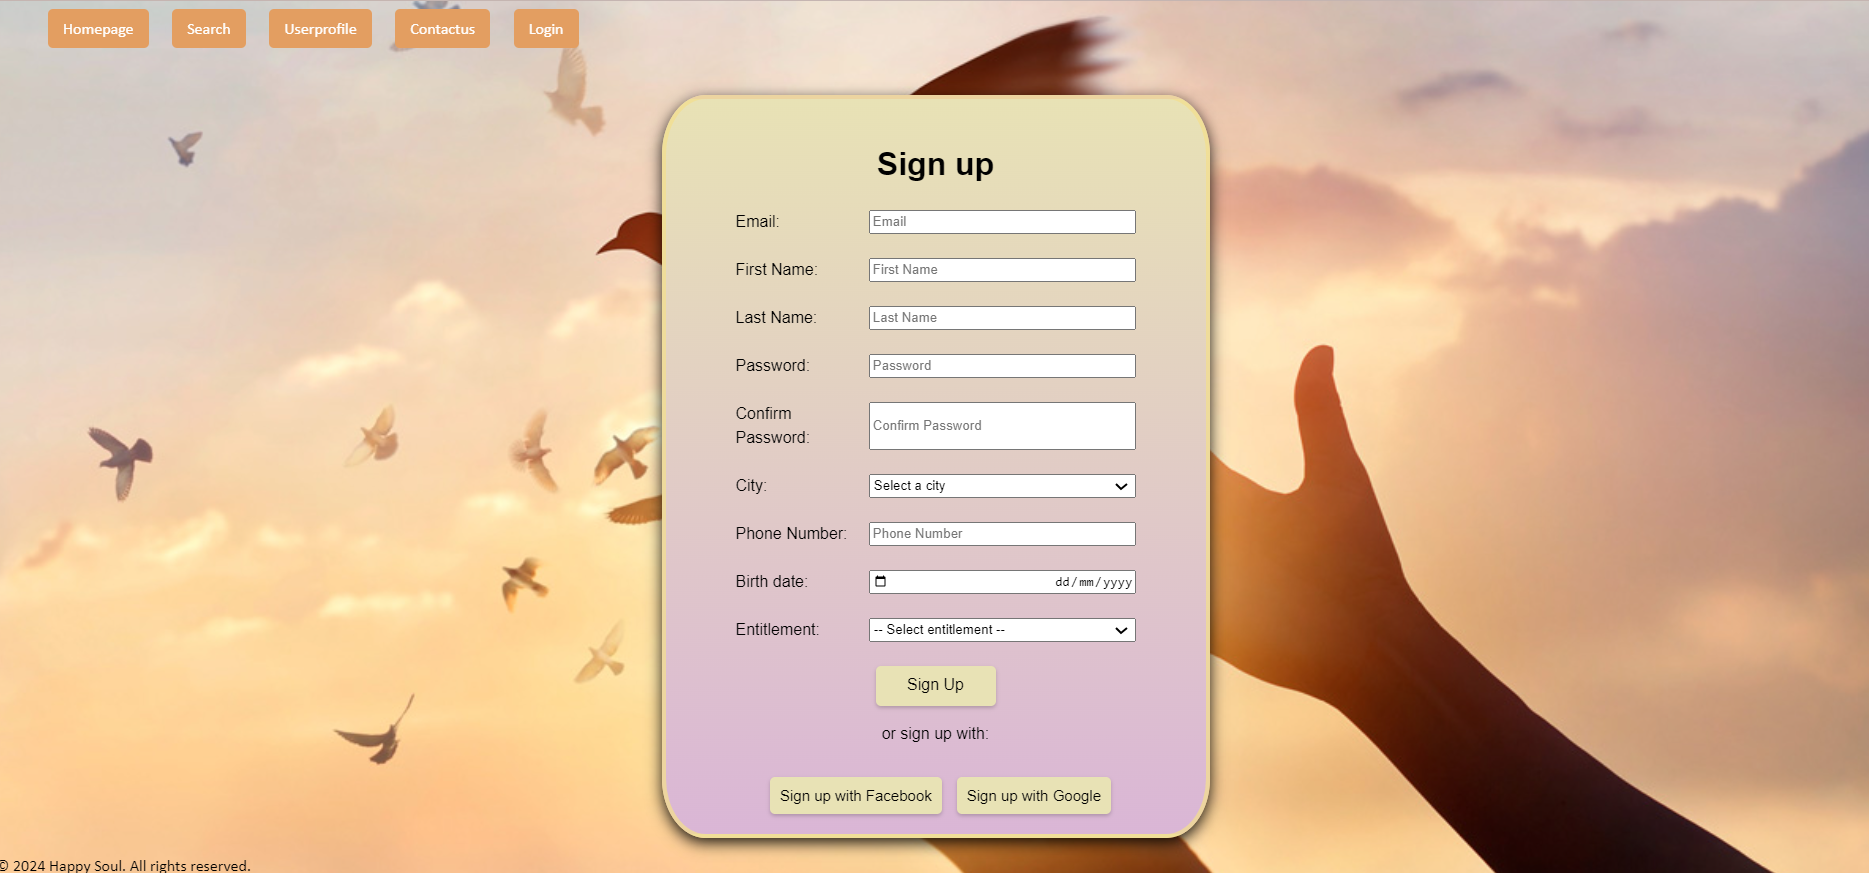 Homepage Search Userprofile Contactus Login
Sign up
Email: Email
First Name: First Name
Last Name: Last Name
Password: Password
Confirm Password: Confirm Password
City: Select a city
Phone Number: Phone Number
Birth date: dd/mm/yyyy
Entitlement: -- Select entitlement --
Sign Up
or sign up with:
Sign up with Facebook Sign up with Google
© 2024 Happy Soul. All rights reserved.